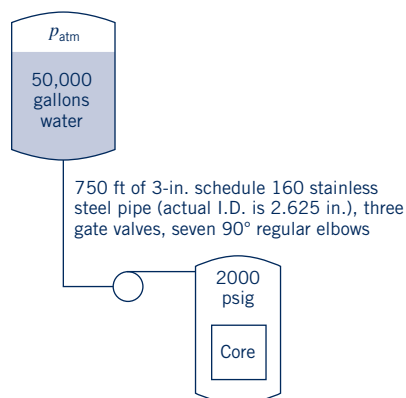 p_atm
50,000
gallons
water
750 ft of 3-in. schedule 160 stainless
steel pipe (actual I.D. is 2.625 in.), three
gate valves, seven 90° regular elbows
2000
psig
Core